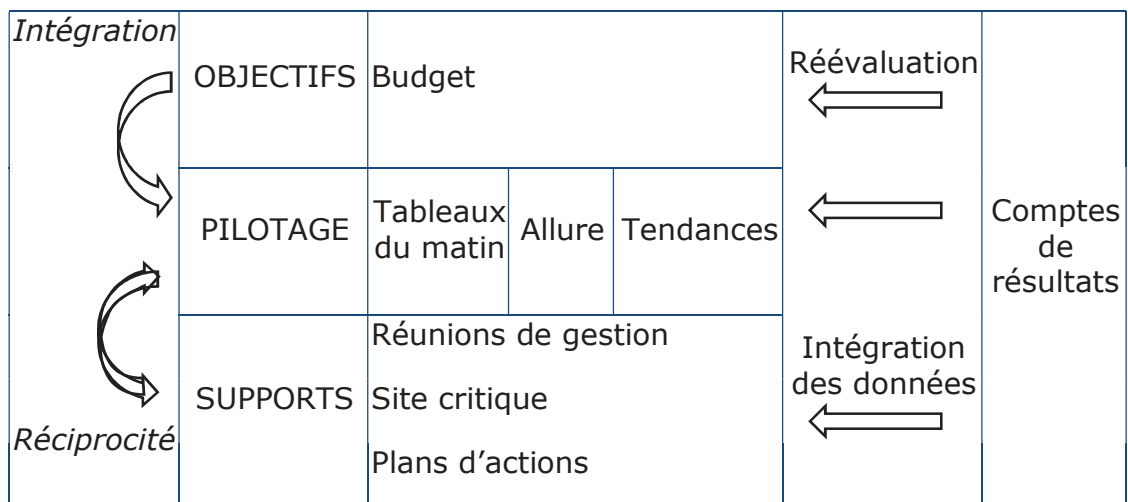 Intégration
OBJECTIFS
Budget
Réévaluation
PILOTAGE
Tableaux
du matin
Allure
Tendances
Comptes
de
résultats
Réunions de gestion
SUPPORTS
Site critique
Plans d’actions
Intégration
des données
Réciprocité